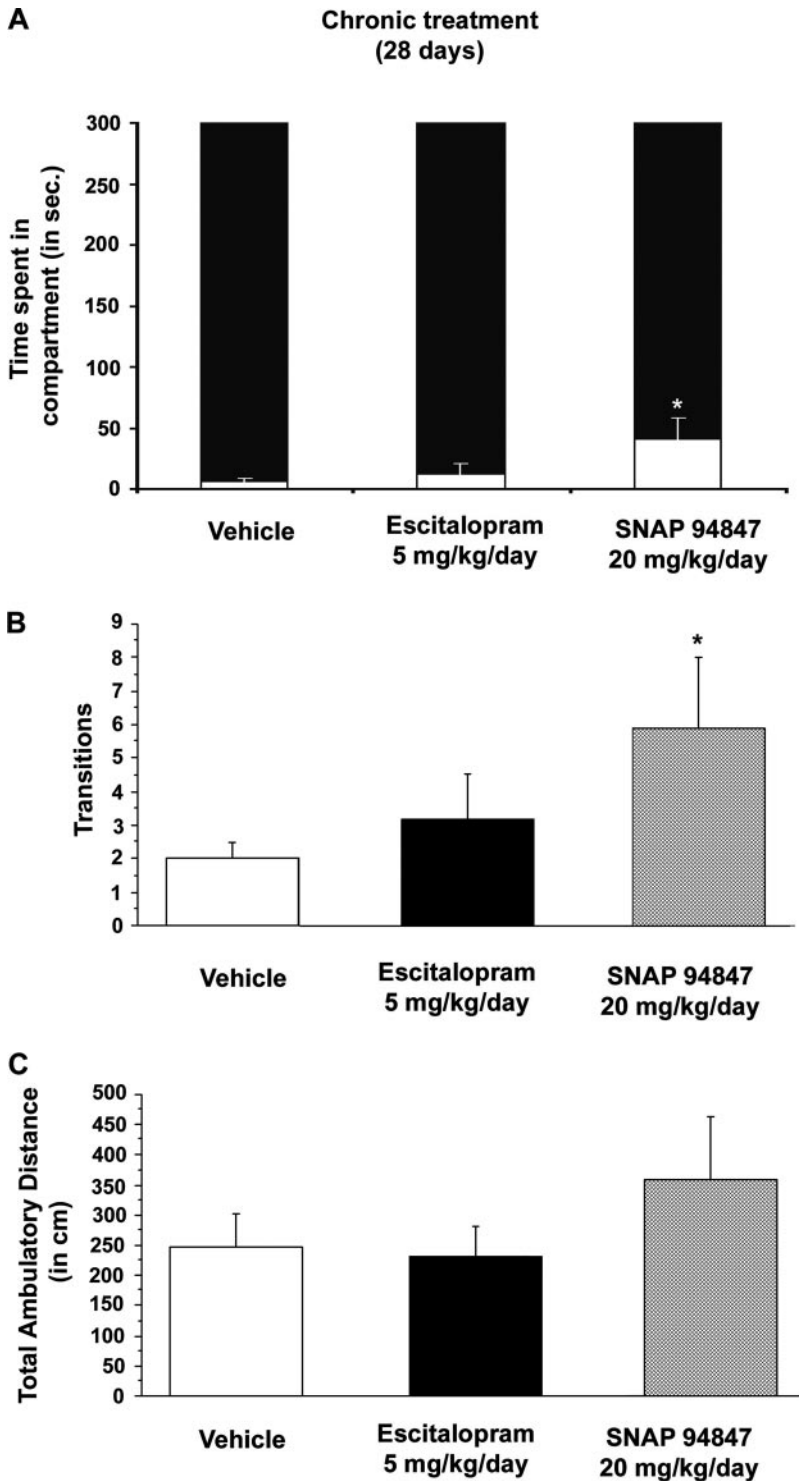 A
Chronic treatment
(28 days)
Time spent in
compartment (in sec.)
300
250
200
150
100
50
0
*
Vehicle
Escitalopram
5 mg/kg/day
SNAP 94847
20 mg/kg/day
B
Transitions
9
8
7
6
5
4
3
2
1
0
*
Vehicle
Escitalopram
5 mg/kg/day
SNAP 94847
20 mg/kg/day
C
Total Ambulatory Distance
(in cm)
500
450
400
350
300
250
200
150
100
50
0
Vehicle
Escitalopram
5 mg/kg/day
SNAP 94847
20 mg/kg/day